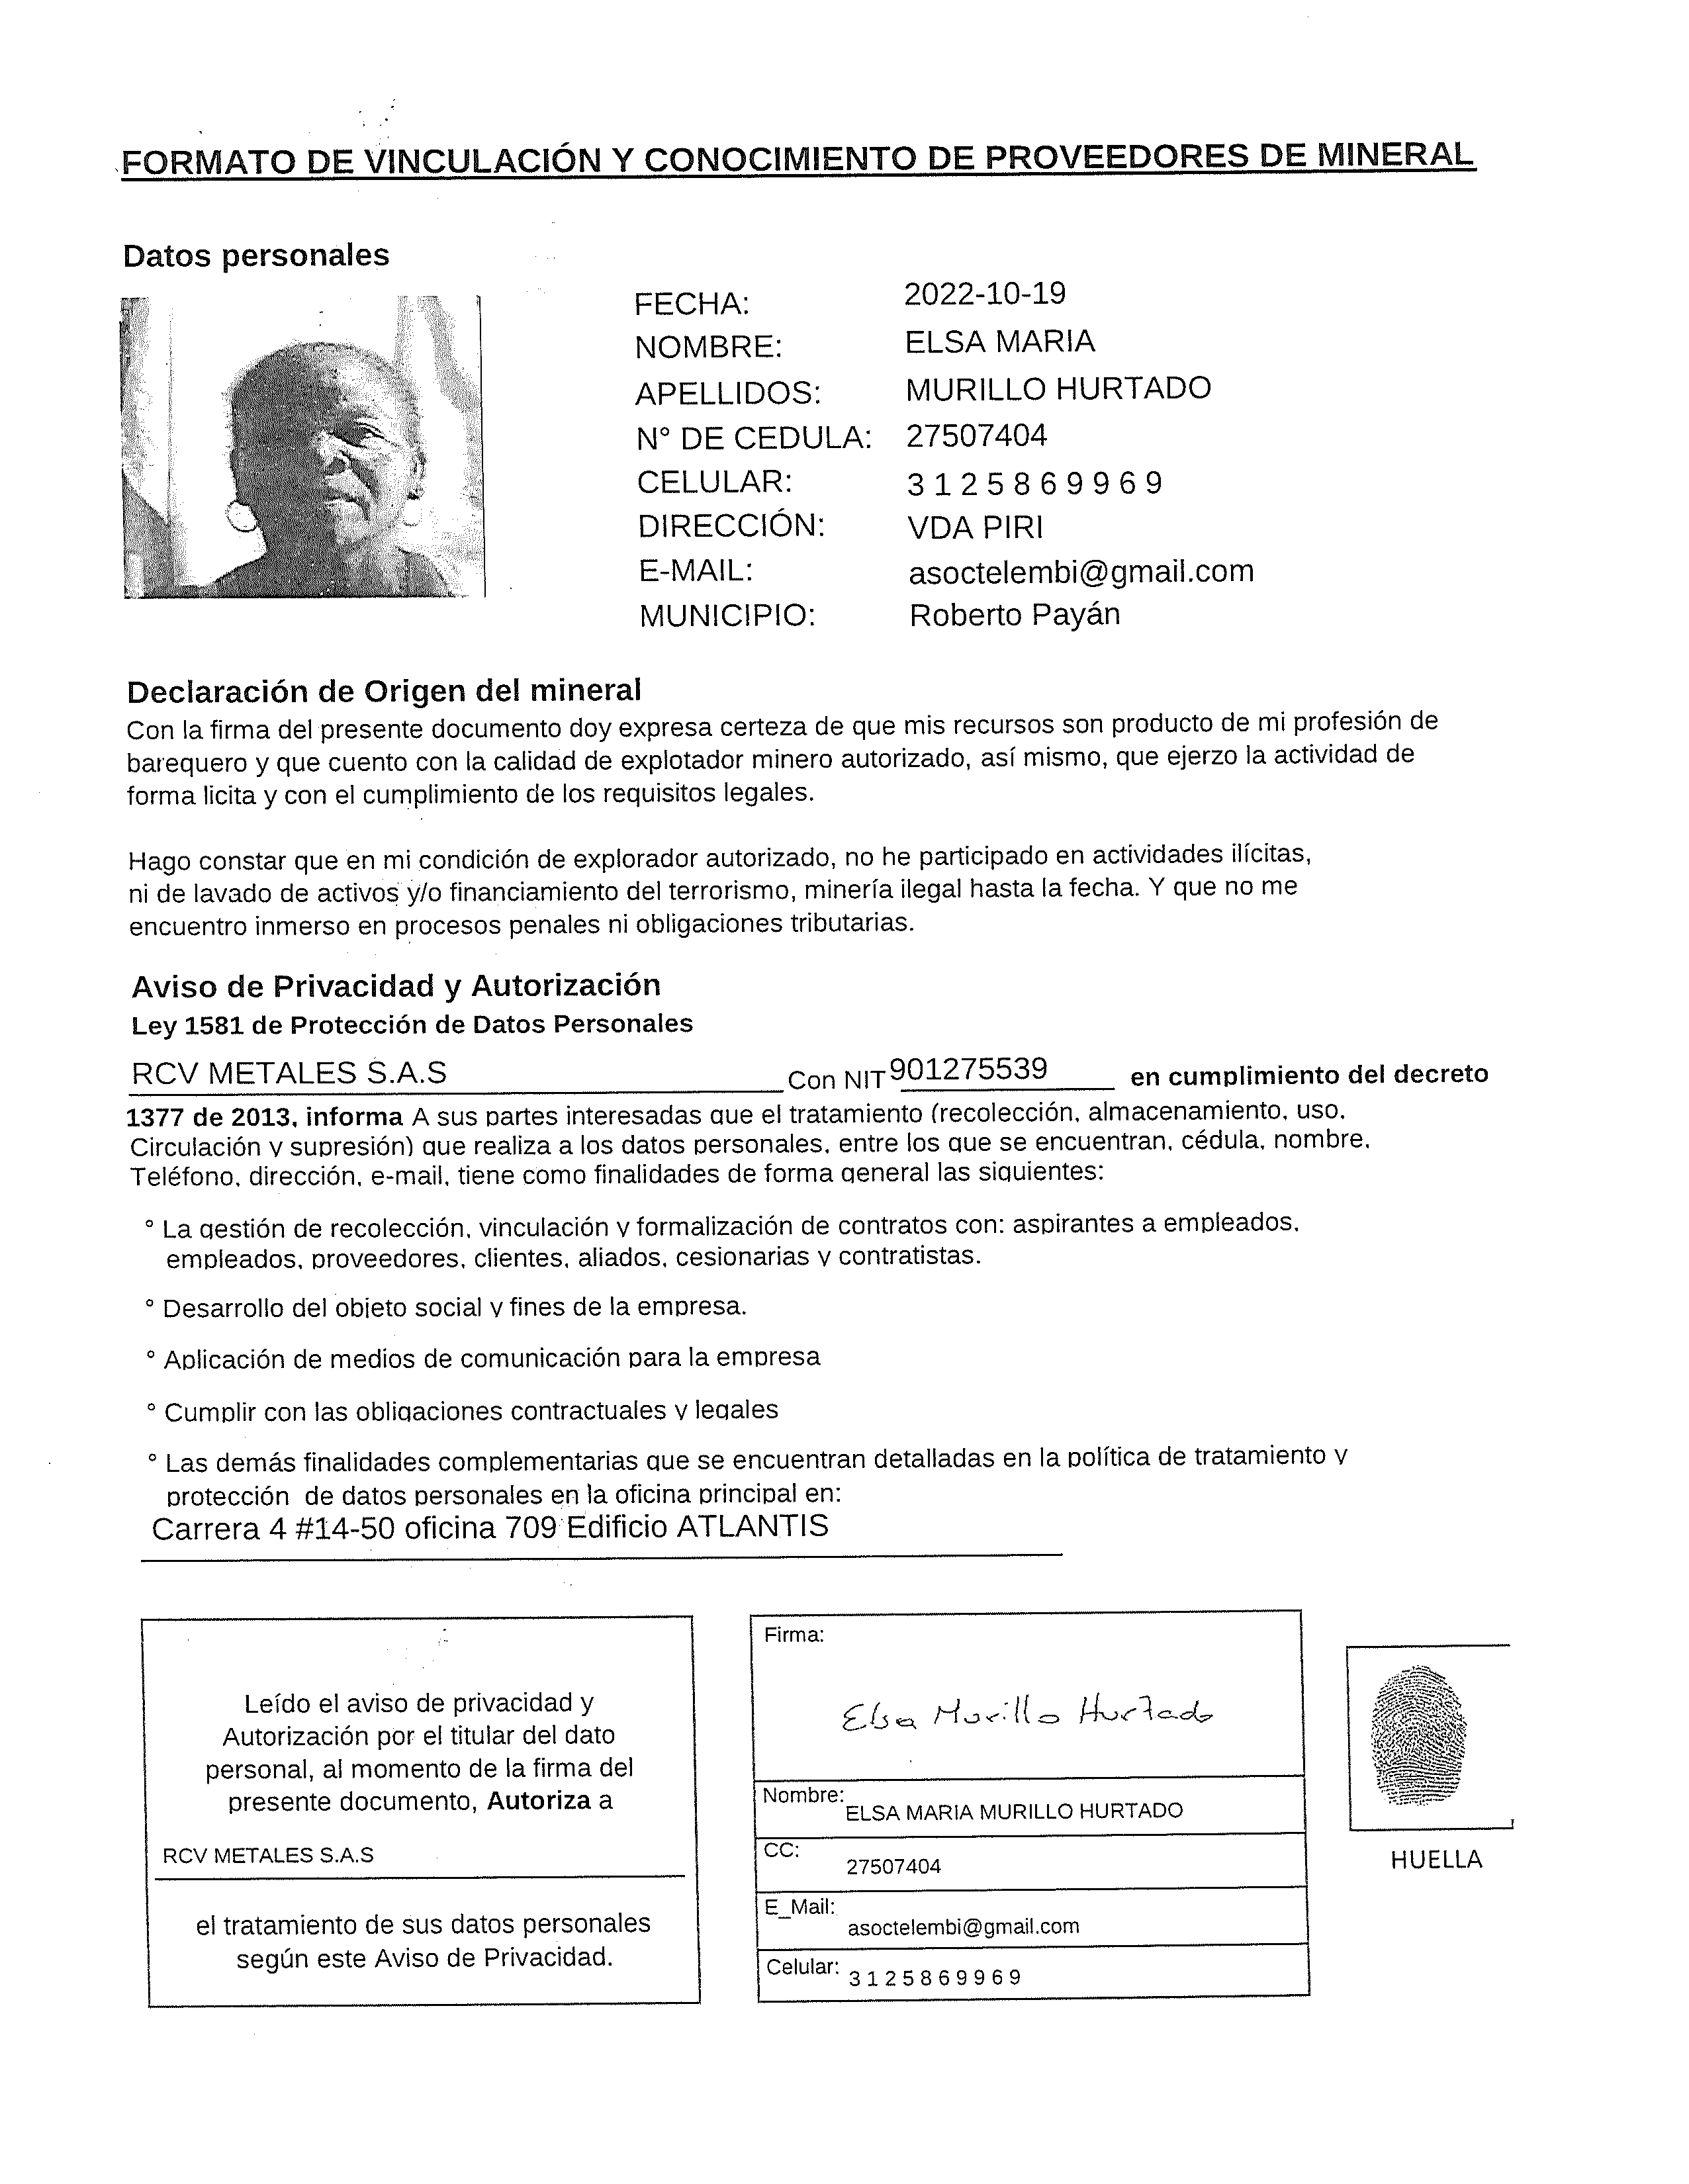 FORMATO DE VINCULACIÓN Y CONOCIMIENTO DE PROVEEDORES DE MINERAL
Datos personales
FECHA: 2022-10-19
NOMBRE: ELSA MARIA
APELLIDOS: MURILLO HURTADO
N° DE CEDULA: 27507404
CELULAR: 3 1 2 5 8 6 9 9 6 9
DIRECCIÓN: VDA PIRI
E-MAIL: asoctelembi@gmail.com
MUNICIPIO: Roberto Payán
Declaración de Origen del mineral
Con la firma del presente documento doy expresa certeza de que mis recursos son producto de mi profesión de
barequero y que cuento con la calidad de explotador minero autorizado, así mismo, que ejerzo la actividad de
forma licita y con el cumplimiento de los requisitos legales.
Hago constar que en mi condición de explorador autorizado, no he participado en actividades ilícitas,
ni de lavado de activos y/o financiamiento del terrorismo, minería ilegal hasta la fecha. Y que no me
encuentro inmerso en procesos penales ni obligaciones tributarias.
Aviso de Privacidad y Autorización
Ley 1581 de Protección de Datos Personales
RCV METALES S.A.S Con NIT 901275539 en cumplimiento del decreto
1377 de 2013, informa A sus partes interesadas que el tratamiento (recolección, almacenamiento, uso,
Circulación y supresión) que realiza a los datos personales, entre los que se encuentran, cédula, nombre,
Teléfono, dirección, e-mail, tiene como finalidades de forma general las siguientes:
° La gestión de recolección, vinculación y formalización de contratos con: aspirantes a empleados,
empleados, proveedores, clientes, aliados, cesionarias y contratistas.
° Desarrollo del objeto social y fines de la empresa.
° Aplicación de medios de comunicación para la empresa
° Cumplir con las obligaciones contractuales y legales
° Las demás finalidades complementarias que se encuentran detalladas en la política de tratamiento y
protección de datos personales en la oficina principal en:
Carrera 4 #14-50 oficina 709 Edificio ATLANTIS
Leído el aviso de privacidad y
Autorización por el titular del dato
personal, al momento de la firma del
presente documento, Autoriza a
RCV METALES S.A.S
el tratamiento de sus datos personales
según este Aviso de Privacidad.
Firma:
Elsa Murillo Hurtado
Nombre: ELSA MARIA MURILLO HURTADO
CC: 27507404
E_Mail: asoctelembi@gmail.com
Celular: 3 1 2 5 8 6 9 9 6 9
HUELLA